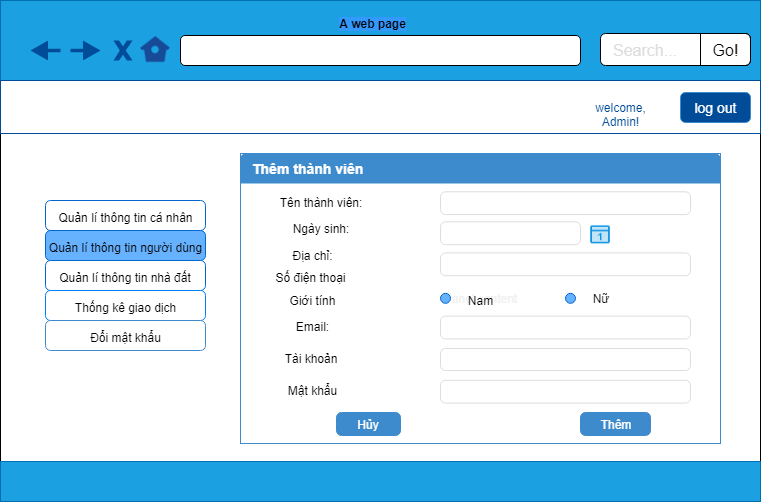 A web page
X
Search...
Go!
welcome,
Admin!
log out
Quản lí thông tin cá nhân
Quản lí thông tin người dùng
Quản lí thông tin nhà đất
Thống kê giao dịch
Đổi mật khẩu
Thêm thành viên
Tên thành viên:
Ngày sinh:
1
Địa chỉ:
Số điện thoại
Giới tính
Nam
Nữ
Email:
Tài khoản
Mật khẩu
Hủy
Thêm